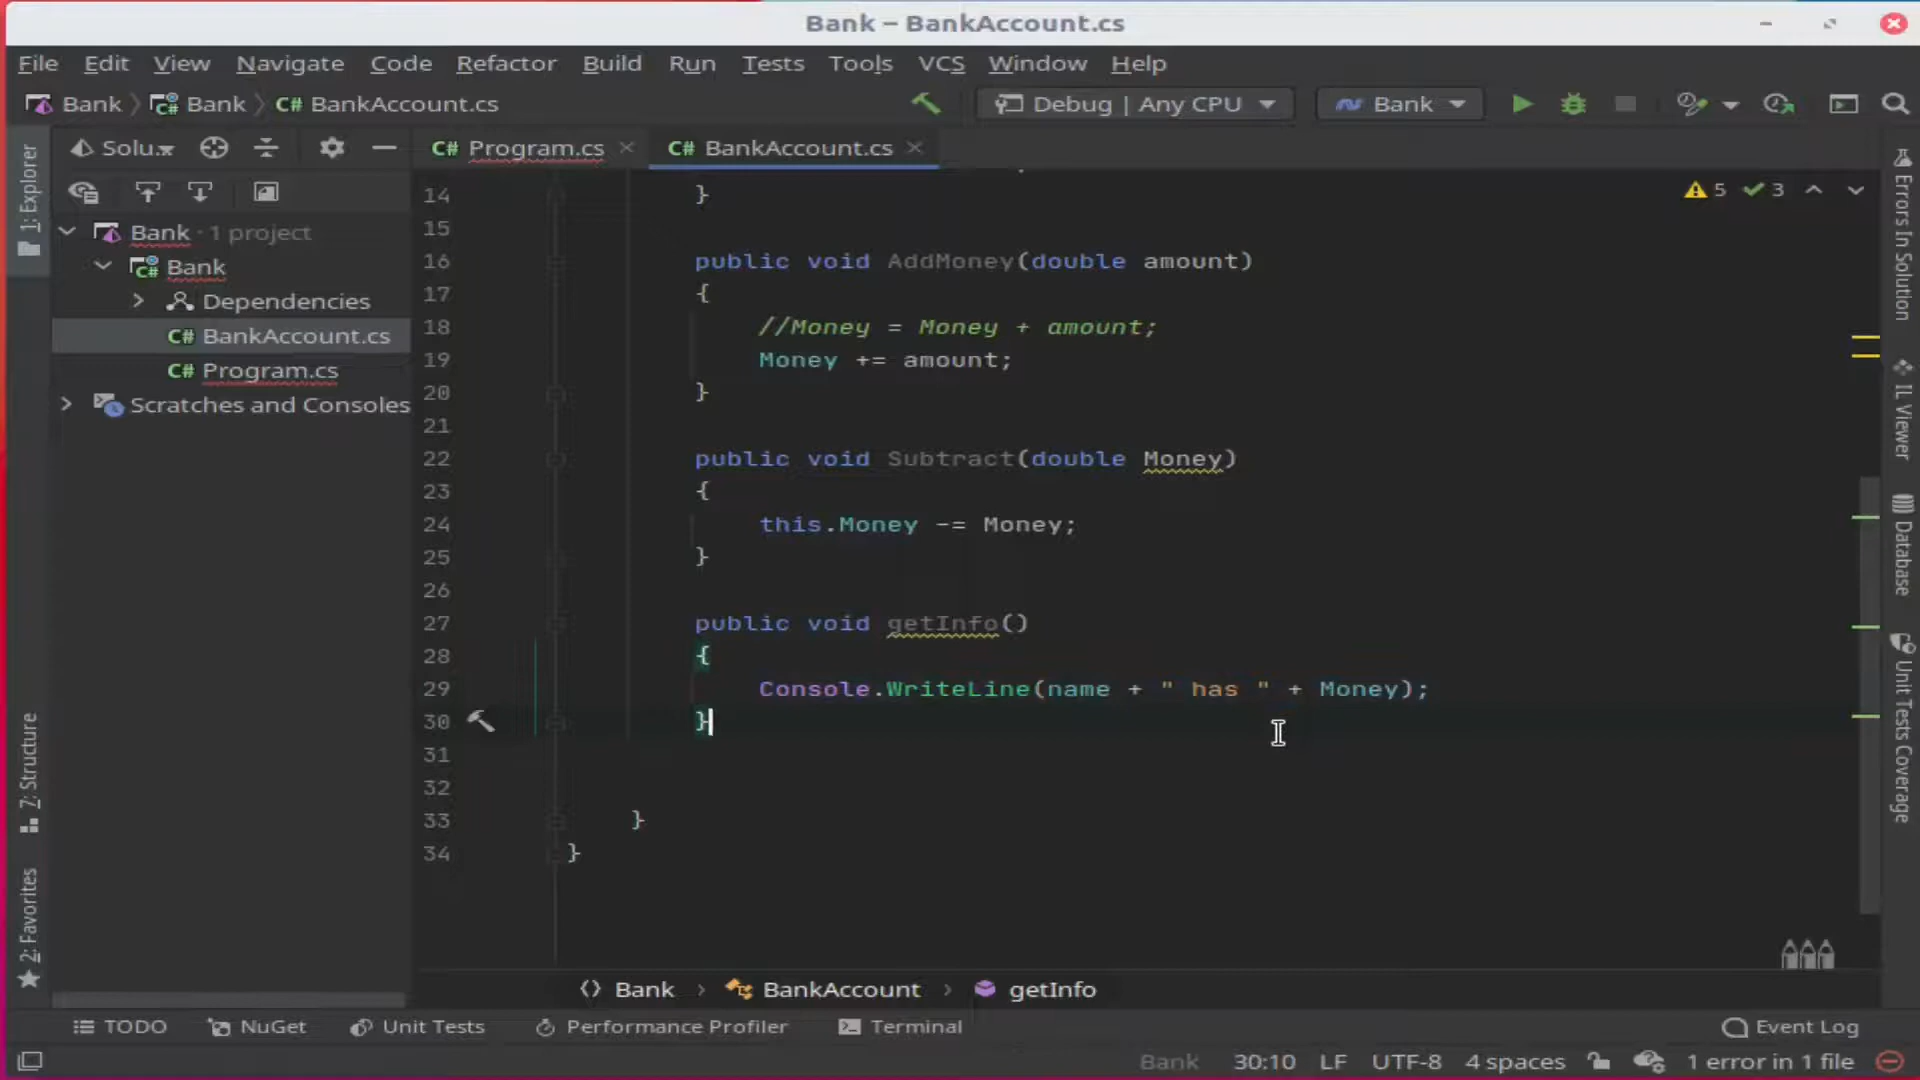 Bank – BankAccount.cs
File Edit View Navigate Code Refactor Build Run Tests Tools VCS Window Help
Bank Bank C# BankAccount.cs Debug | Any CPU Bank
Solu... C# Program.cs C# BankAccount.cs
1: Explorer
Bank · 1 project
Bank
Dependencies
C# BankAccount.cs
C# Program.cs
Scratches and Consoles
7: Structure
2: Favorites
5 3
14 }
15
16 public void AddMoney(double amount)
17 {
18 //Money = Money + amount;
19 Money += amount;
20 }
21
22 public void Subtract(double Money)
23 {
24 this.Money -= Money;
25 }
26
27 public void getInfo()
28 {
29 Console.WriteLine(name + " has " + Money);
30 }
31
32
33 }
34 }
Errors In Solution
IL Viewer
Database
Unit Tests Coverage
Bank BankAccount getInfo
TODO NuGet Unit Tests Performance Profiler Terminal Event Log
Bank 30:10 LF UTF-8 4 spaces 1 error in 1 file